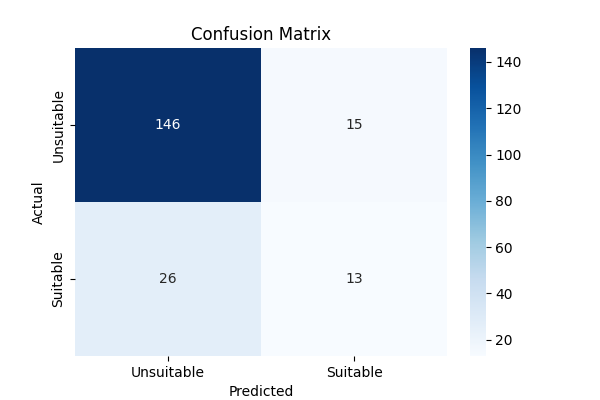 Confusion Matrix
Actual
Unsuitable
146
15
Suitable
26
13
Unsuitable
Suitable
Predicted
140
120
100
80
60
40
20